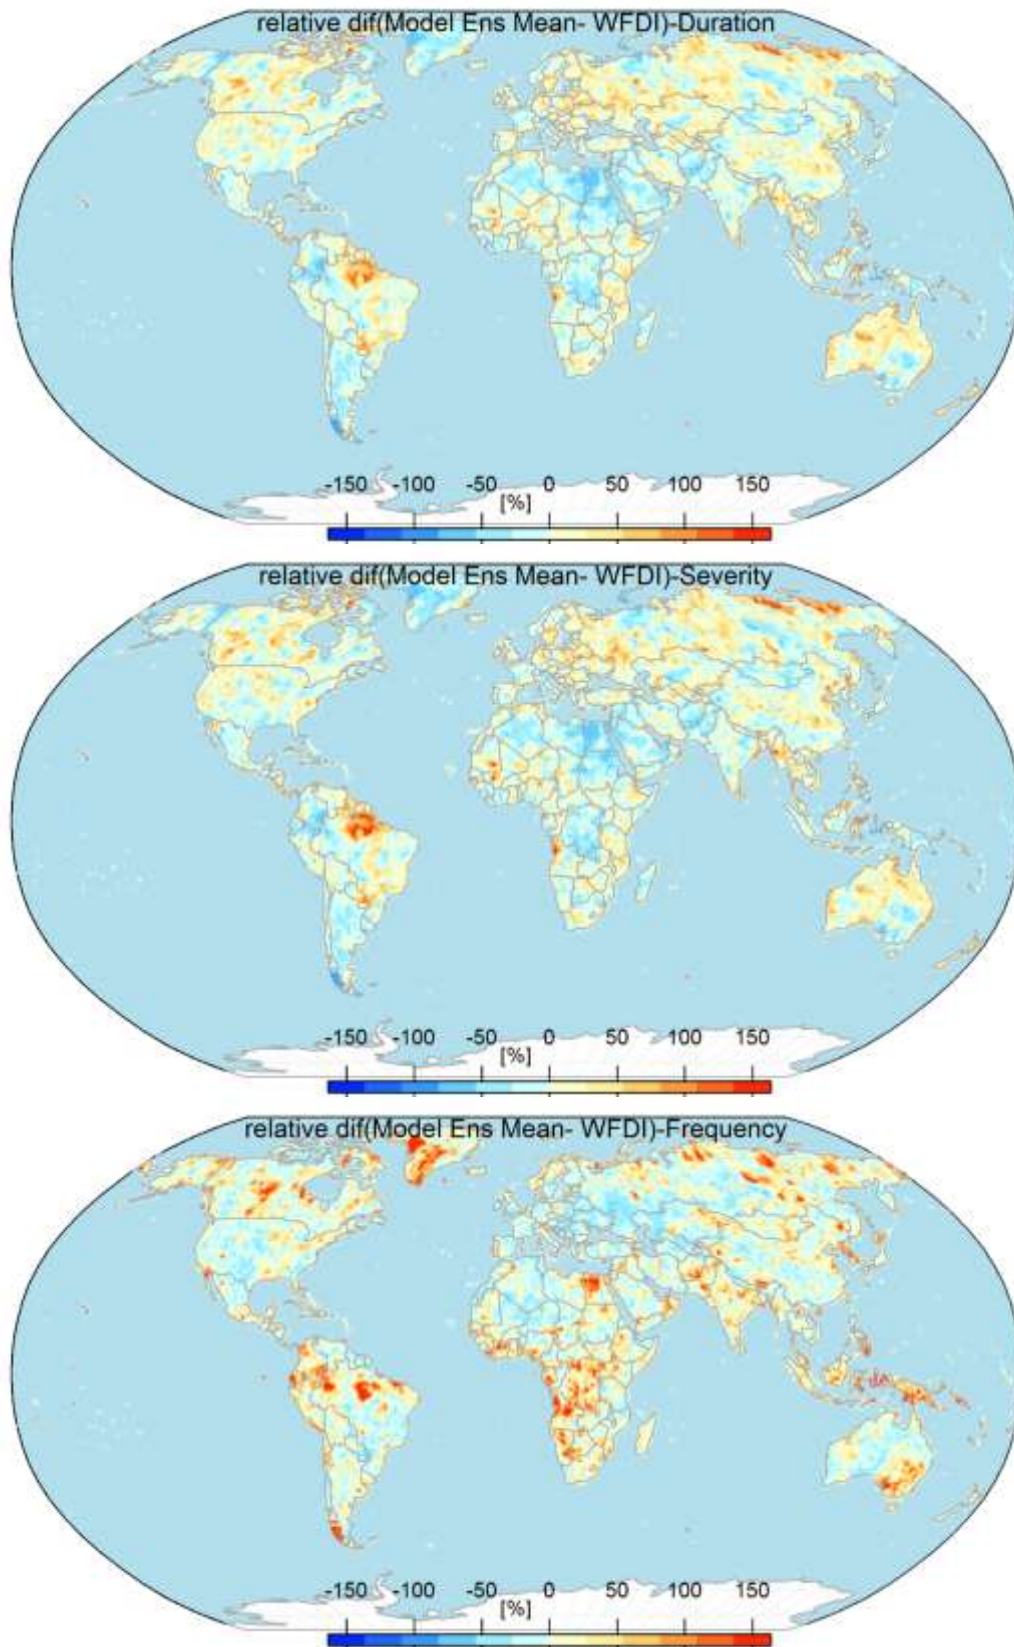 relative dif(Model Ens Mean- WFDI)-Duration
-150 -100 -50 0 50 100 150
[%]
relative dif(Model Ens Mean- WFDI)-Severity
-150 -100 -50 0 50 100 150
[%]
relative dif(Model Ens Mean- WFDI)-Frequency
-150 -100 -50 0 50 100 150
[%]